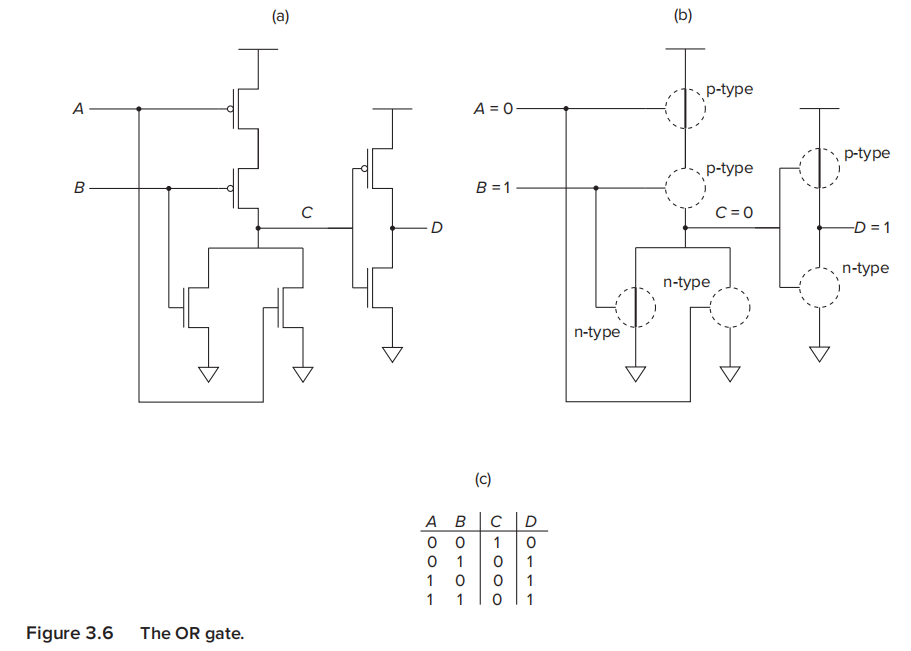 (a)
A
B
C
D
(b)
p-type
A = 0
p-type
p-type
B = 1
C = 0
D = 1
n-type
n-type
n-type
(c)
A B C D
0 0 1 0
0 1 0 1
1 0 0 1
1 1 0 1
Figure 3.6 The OR gate.